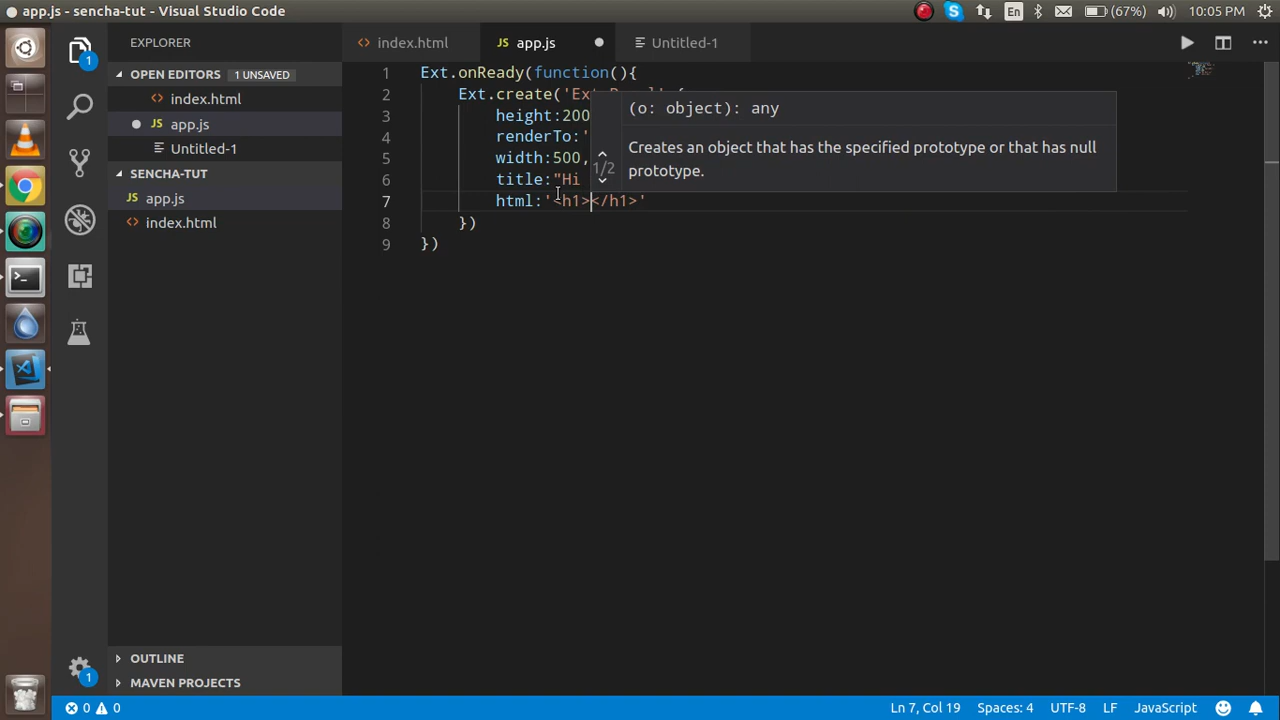 app.js - sencha-tut - Visual Studio Code
En
(67%)
10:05 PM
EXPLORER
1
OPEN EDITORS 1 UNSAVED
index.html
app.js
Untitled-1
SENCHA-TUT
app.js
index.html
OUTLINE
MAVEN PROJECTS
1
index.html
JS app.js
Untitled-1
1 Ext.onReady(function(){
2 Ext.create('Ext
3 height:200
4 renderTo:'
5 width:500,
6 title:"Hi
7 html:'<h1></h1>'
8 })
9 })
(o: object): any
1/2
Creates an object that has the specified prototype or that has null
prototype.
0 0
Ln 7, Col 19
Spaces: 4
UTF-8
LF
JavaScript